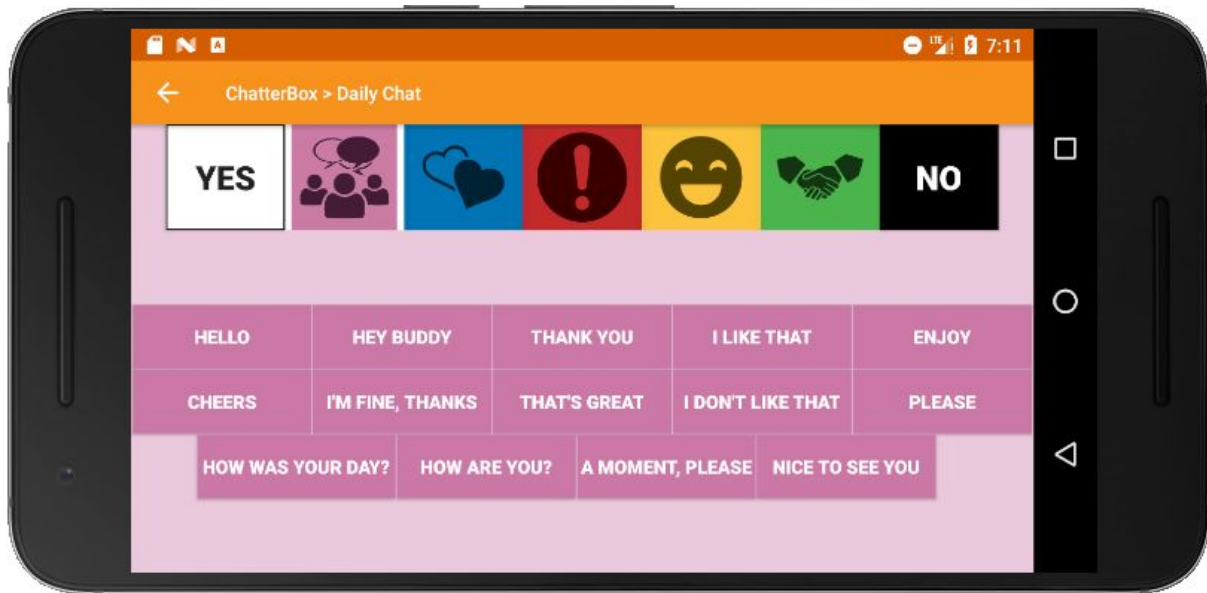 LTE 7:11
ChatterBox > Daily Chat
YES NO
HELLO HEY BUDDY THANK YOU I LIKE THAT ENJOY
CHEERS I'M FINE, THANKS THAT'S GREAT I DON'T LIKE THAT PLEASE
HOW WAS YOUR DAY? HOW ARE YOU? A MOMENT, PLEASE NICE TO SEE YOU